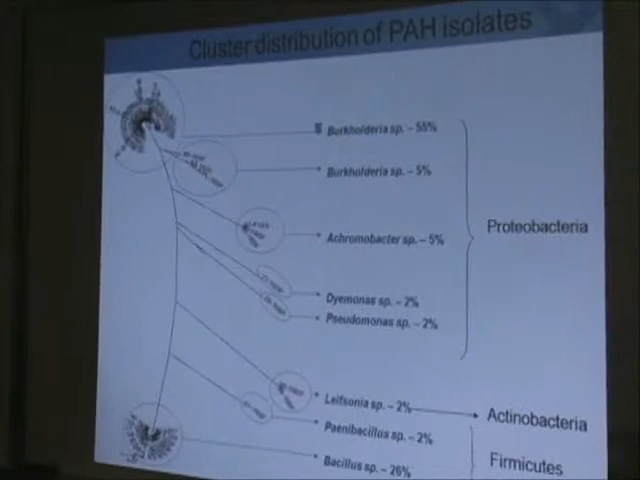 Cluster distribution of PAH isolates
Burkholderia sp. – 55%
Burkholderia sp. – 5%
Achromobacter sp. – 5%
Proteobacteria
Dyemonas sp. – 2%
Pseudomonas sp. – 2%
Leifsonia sp. – 2%
Actinobacteria
Paenibacillus sp. – 2%
Firmicutes
Bacillus sp. – 26%